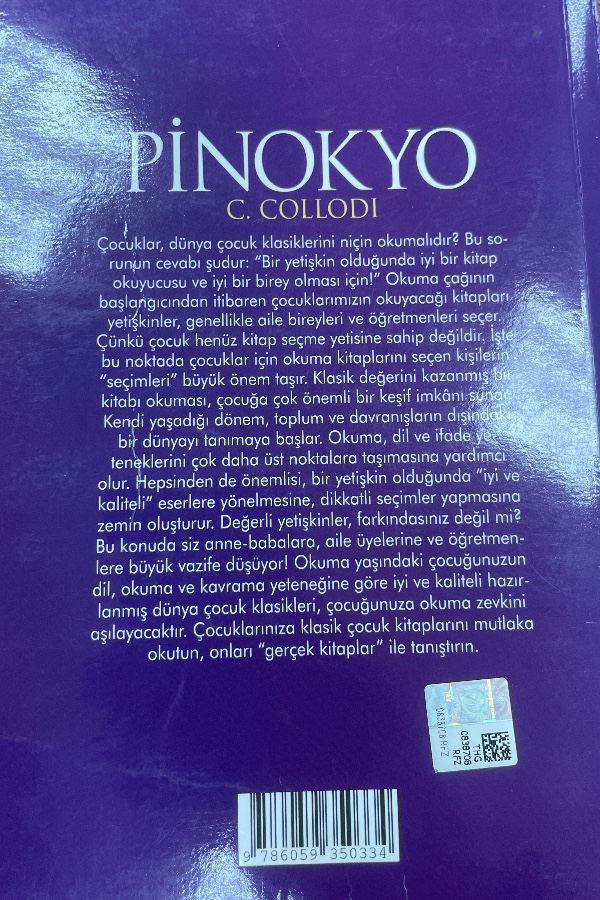 PİNOKYO
C. COLLODI
Çocuklar, dünya çocuk klasiklerini niçin okumalıdır? Bu so-
runun cevabı şudur: “Bir yetişkin olduğunda iyi bir kitap
okuyucusu ve iyi bir birey olması için!” Okuma çağının
başlangıcından itibaren çocuklarımızın okuyacağı kitapları
yetişkinler, genellikle aile bireyleri ve öğretmenleri seçer.
Çünkü çocuk henüz kitap seçme yetisine sahip değildir. İşte
bu noktada çocuklar için okuma kitaplarını seçen kişilerin
“seçimleri” büyük önem taşır. Klasik değerini kazanmış bir
kitabı okuması, çocuğa çok önemli bir keşif imkânı sunar.
Kendi yaşadığı dönem, toplum ve davranışların dışındaki
bir dünyayı tanımaya başlar. Okuma, dil ve ifade ye-
teneklerini çok daha üst noktalara taşımasına yardımcı
olur. Hepsinden de önemlisi, bir yetişkin olduğunda “iyi ve
kaliteli” eserlere yönelmesine, dikkatli seçimler yapmasına
zemin oluşturur. Değerli yetişkinler, farkındasınız değil mi?
Bu konuda siz anne-babalara, aile üyelerine ve öğretmen-
lere büyük vazife düşüyor! Okuma yaşındaki çocuğunuzun
dil, okuma ve kavrama yeteneğine göre iyi ve kaliteli hazır-
lanmış dünya çocuk klasikleri, çocuğunuza okuma zevkini
aşılayacaktır. Çocuklarınıza klasik çocuk kitaplarını mutlaka
okutun, onları “gerçek kitaplar” ile tanıştırın.
0838708 RFZ
THG
0838708
RFZ
9 786059 350334